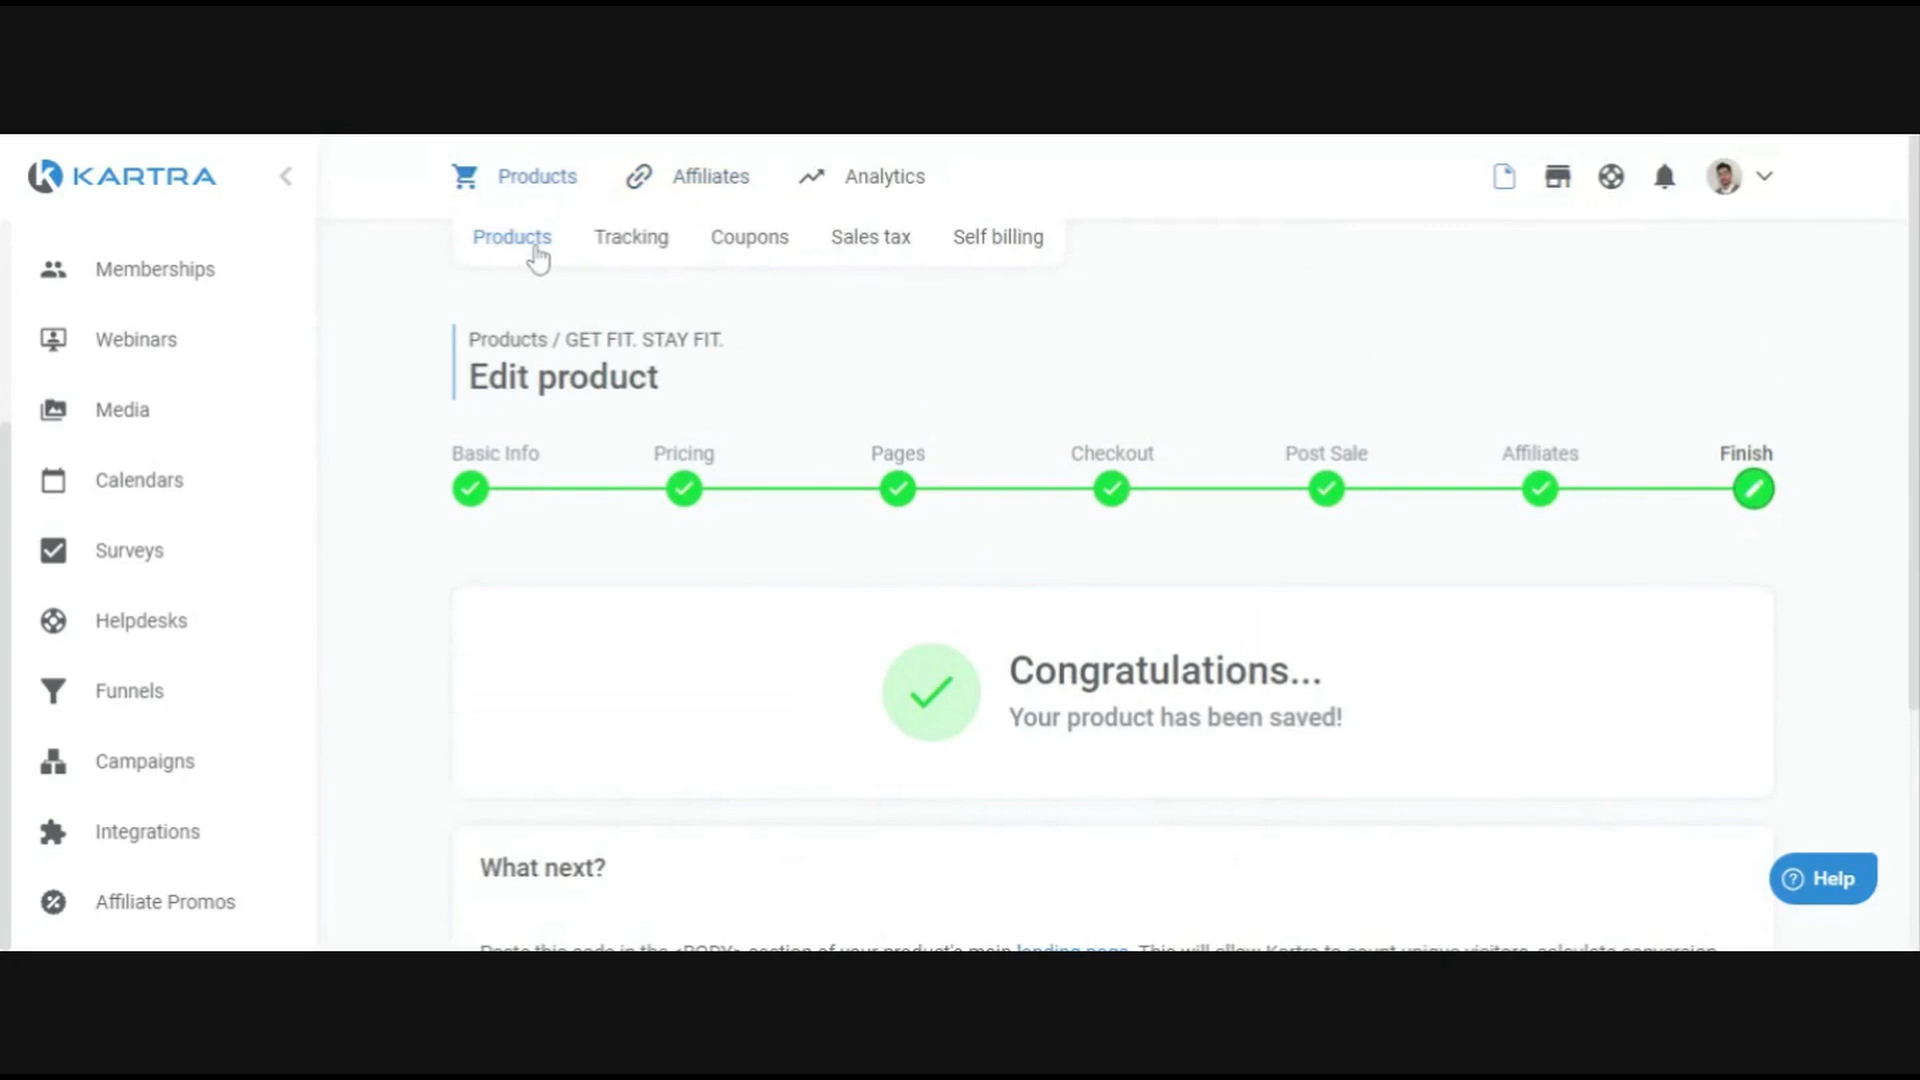 KARTRA
Products
Affiliates
Analytics
Products
Tracking
Coupons
Sales tax
Self billing
Memberships
Webinars
Media
Calendars
Surveys
Helpdesks
Funnels
Campaigns
Integrations
Affiliate Promos
Products / GET FIT. STAY FIT.
Edit product
Basic Info
Pricing
Pages
Checkout
Post Sale
Affiliates
Finish
Congratulations...
Your product has been saved!
What next?
Paste this code in the <BODY> section of your product's main landing page. This will allow Kartra to count unique visitors, calculate conversion
Help